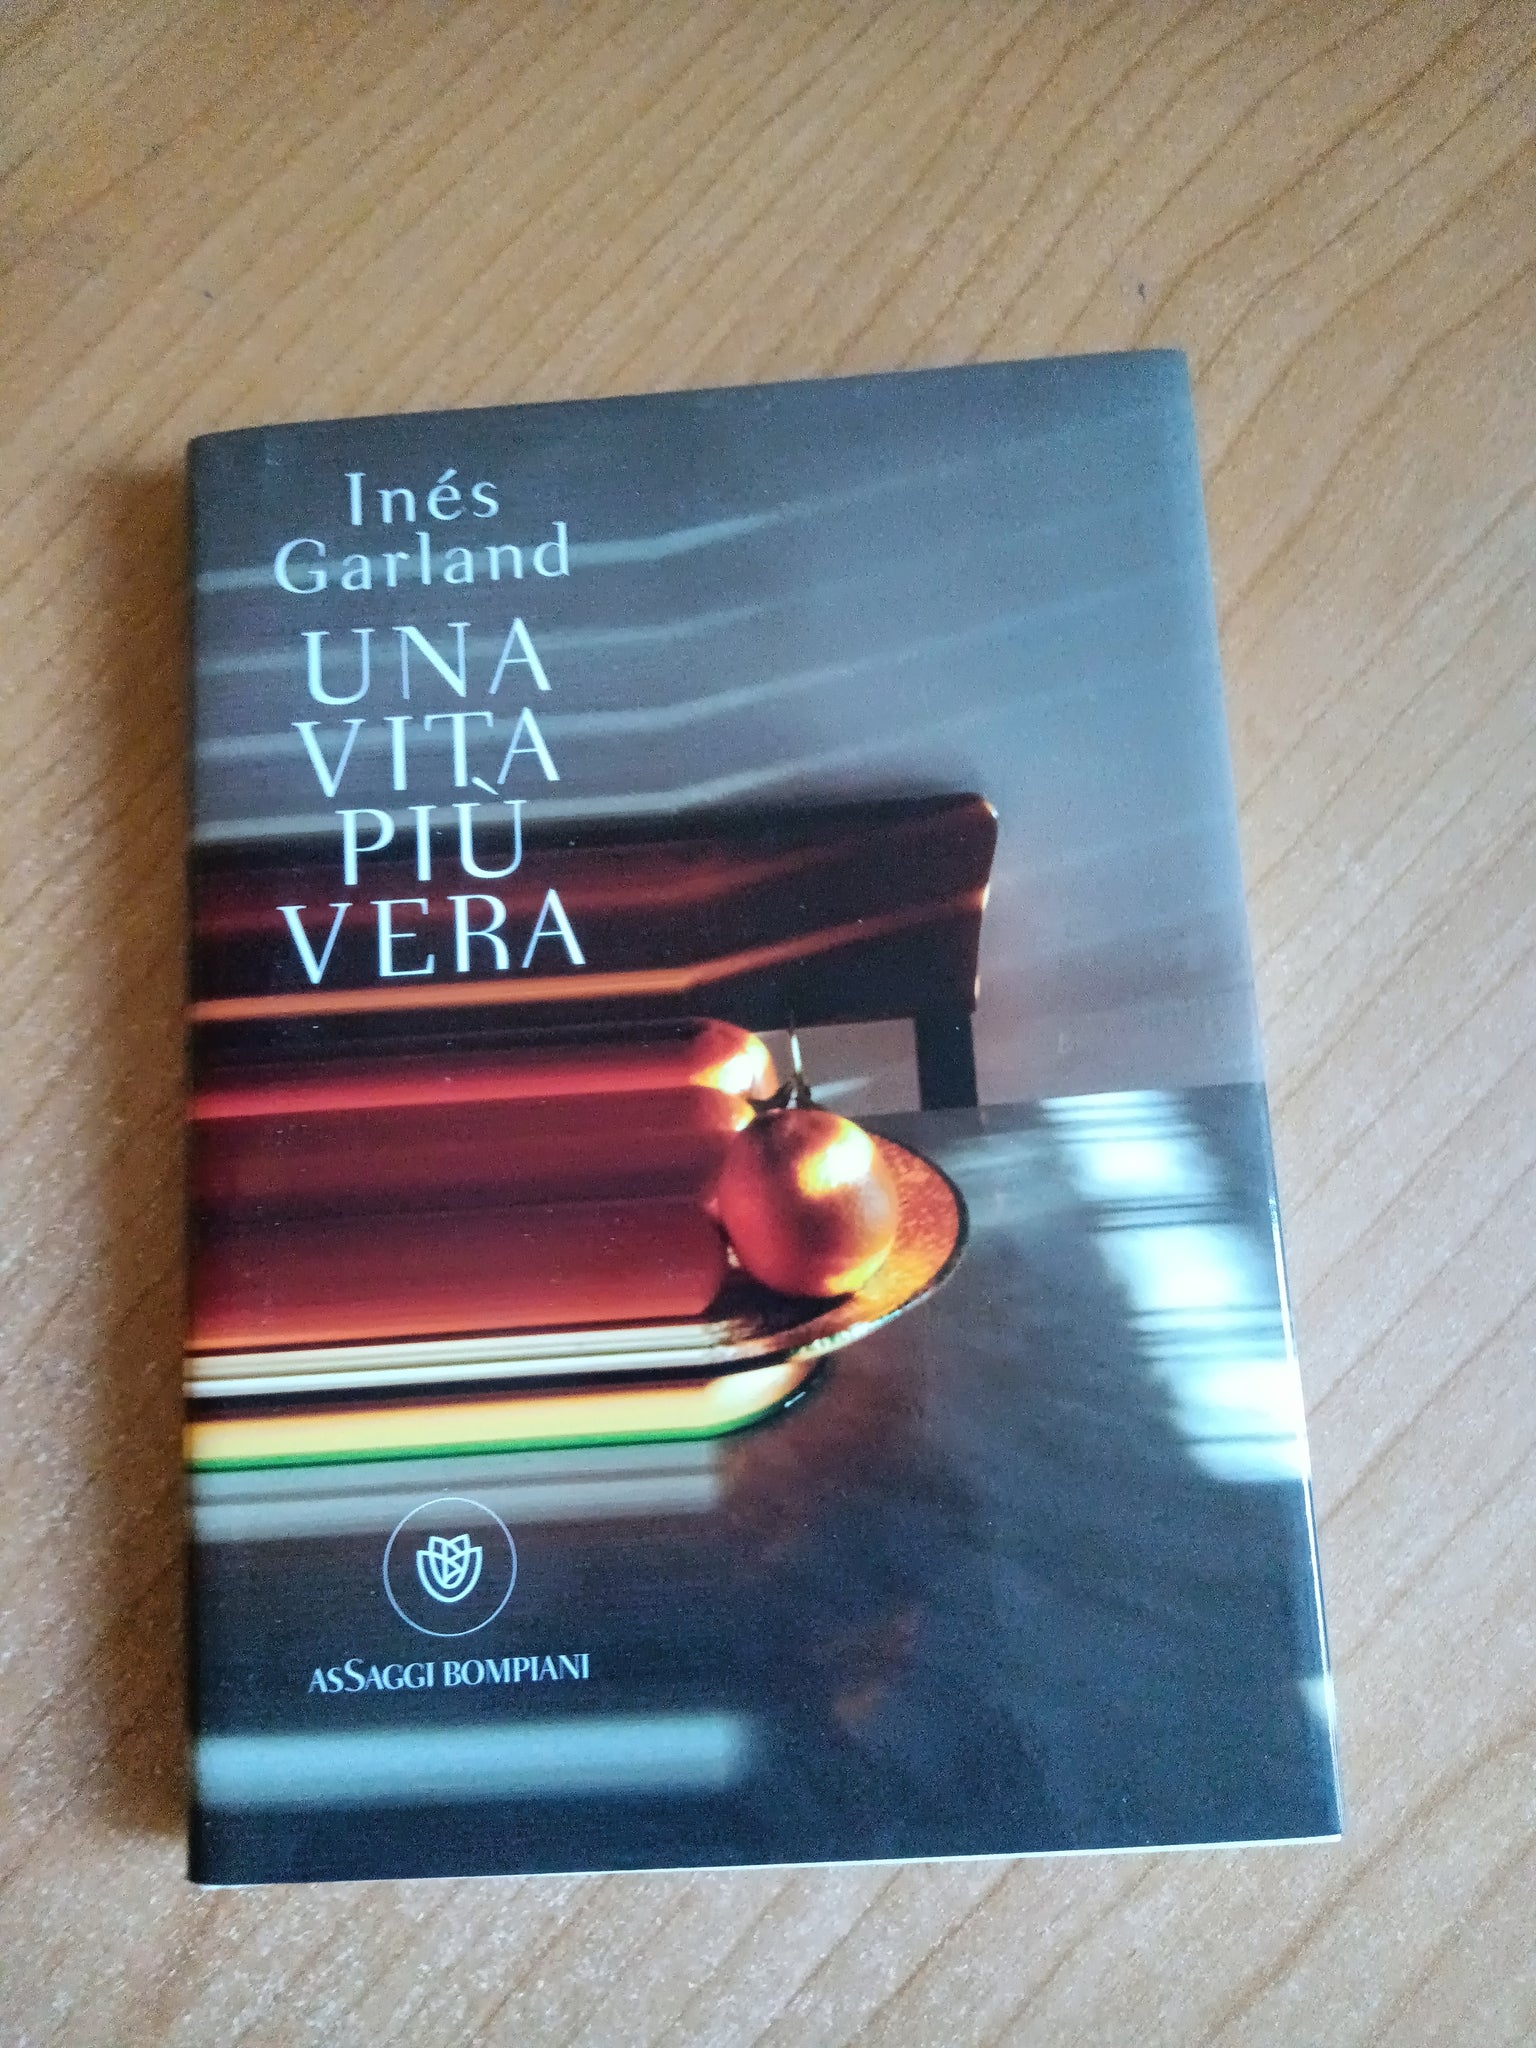 Inés
Garland
UNA
VITA
PIÙ
VERA
ASSAGGI BOMPIANI